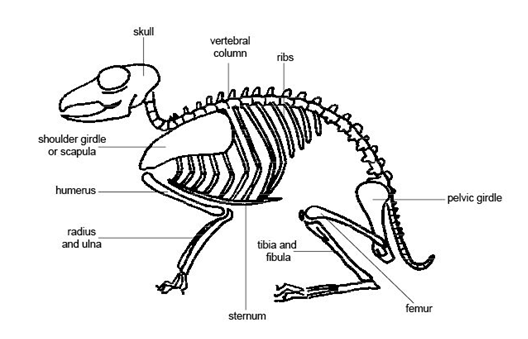 skull
vertebral
column
ribs
shoulder girdle
or scapula
humerus
pelvic girdle
radius
and ulna
tibia and
fibula
femur
sternum